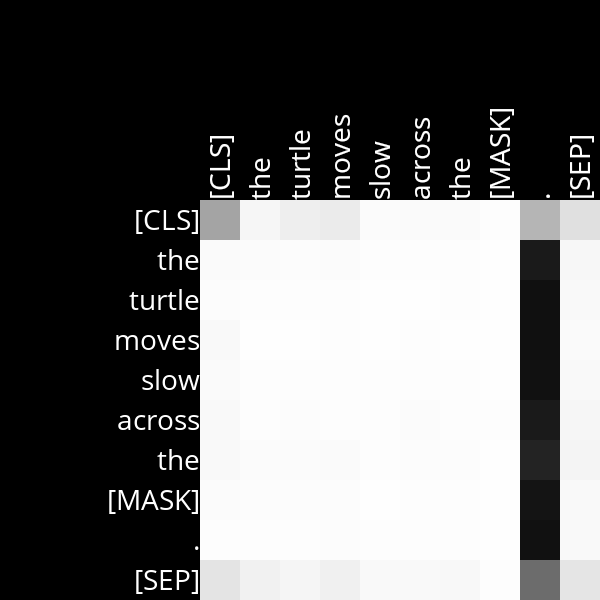 [CLS] the turtle moves slow across the [MASK] . [SEP]
[CLS]
the
turtle
moves
slow
across
the
[MASK]
.
[SEP]